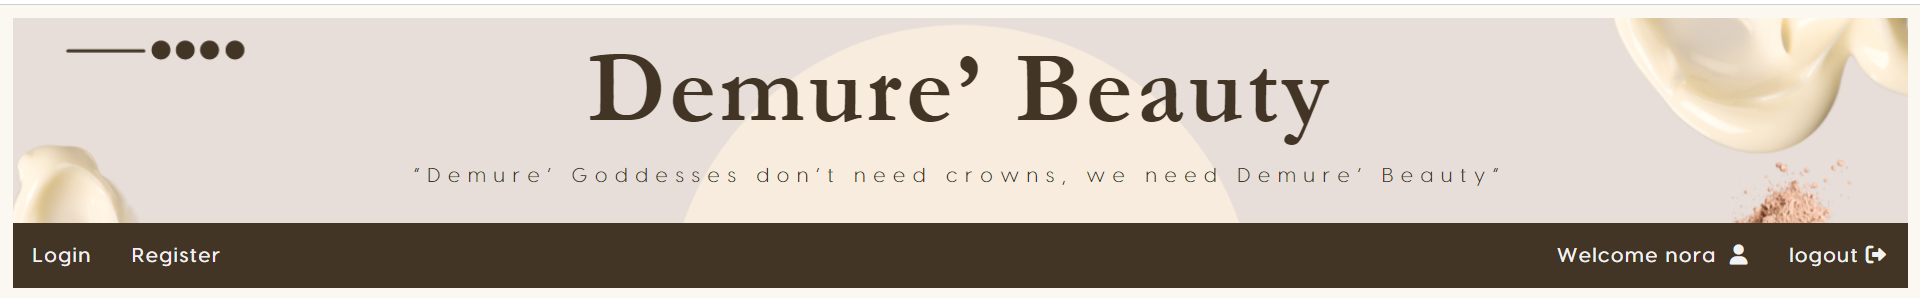 Demure’ Beauty
“Demure’ Goddesses don’t need crowns, we need Demure’ Beauty”
Login Register Welcome nora logout